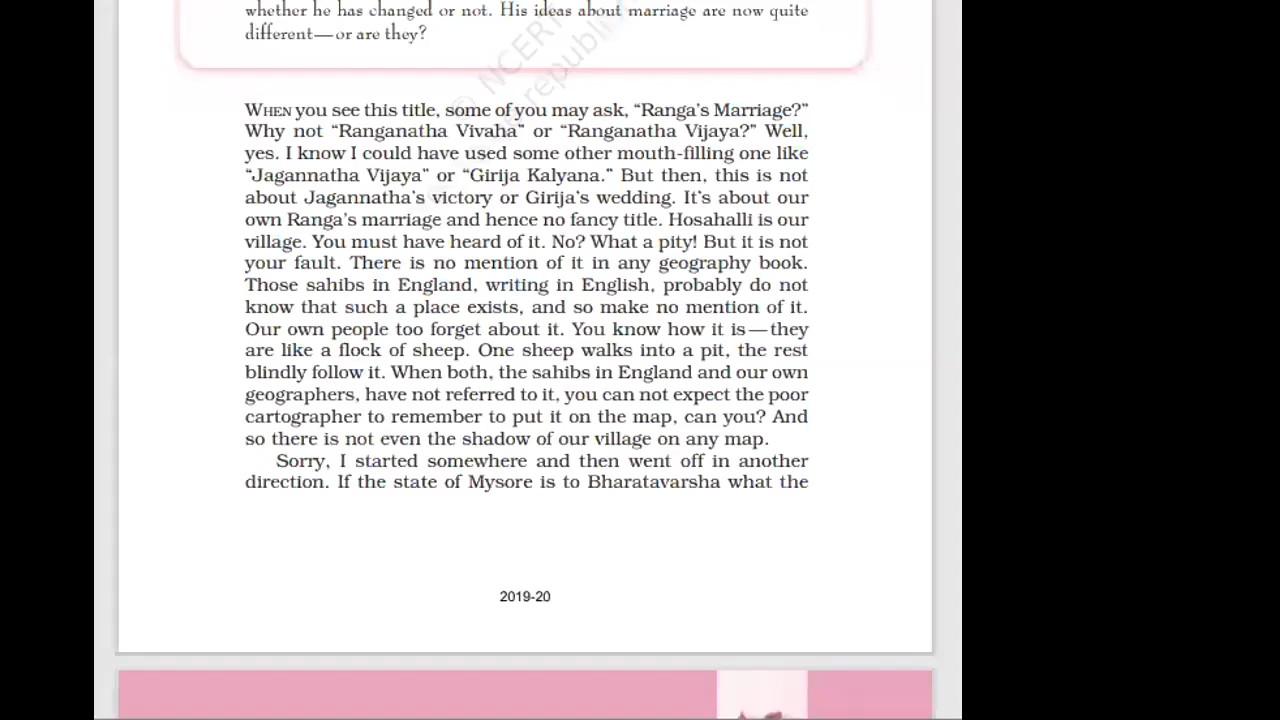 whether he has changed or not. His ideas about marriage are now quite
different—or are they?
© NCERT
republi
WHEN you see this title, some of you may ask, “Ranga’s Marriage?”
Why not “Ranganatha Vivaha” or “Ranganatha Vijaya?” Well,
yes. I know I could have used some other mouth-filling one like
“Jagannatha Vijaya” or “Girija Kalyana.” But then, this is not
about Jagannatha’s victory or Girija’s wedding. It’s about our
own Ranga’s marriage and hence no fancy title. Hosahalli is our
village. You must have heard of it. No? What a pity! But it is not
your fault. There is no mention of it in any geography book.
Those sahibs in England, writing in English, probably do not
know that such a place exists, and so make no mention of it.
Our own people too forget about it. You know how it is—they
are like a flock of sheep. One sheep walks into a pit, the rest
blindly follow it. When both, the sahibs in England and our own
geographers, have not referred to it, you can not expect the poor
cartographer to remember to put it on the map, can you? And
so there is not even the shadow of our village on any map.
Sorry, I started somewhere and then went off in another
direction. If the state of Mysore is to Bharatavarsha what the
2019-20